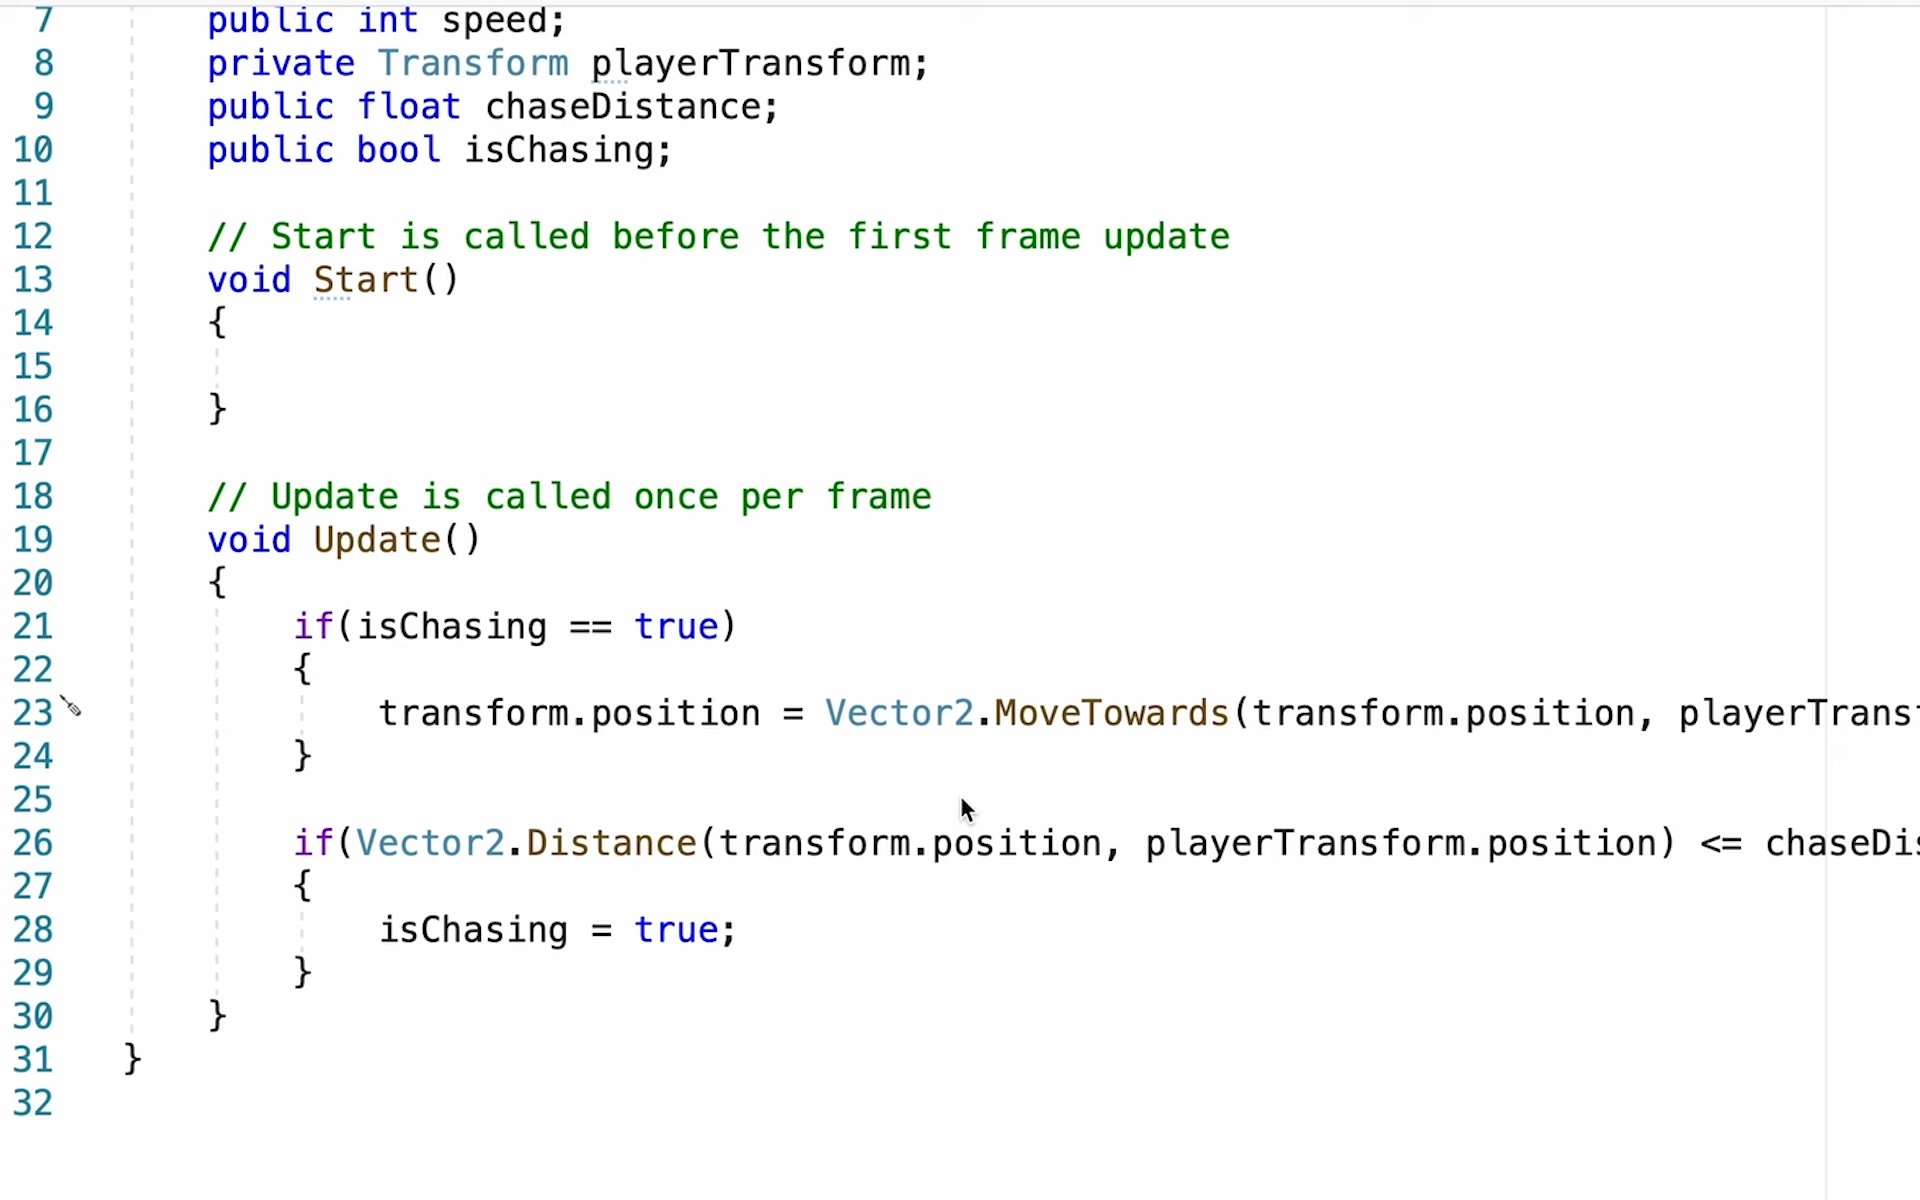 7 public int speed;
8 private Transform playerTransform;
9 public float chaseDistance;
10 public bool isChasing;
11
12 // Start is called before the first frame update
13 void Start()
14 {
15
16 }
17
18 // Update is called once per frame
19 void Update()
20 {
21 if(isChasing == true)
22 {
23 transform.position = Vector2.MoveTowards(transform.position, playerTrans
24 }
25
26 if(Vector2.Distance(transform.position, playerTransform.position) <= chaseDis
27 {
28 isChasing = true;
29 }
30 }
31 }
32